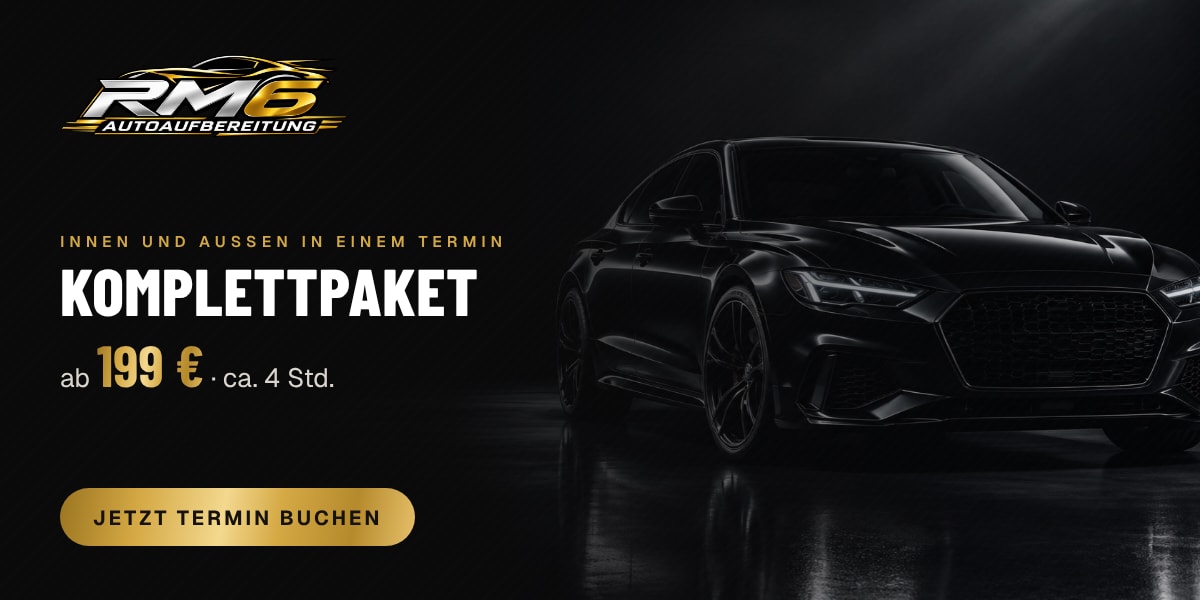 RM6
AUTOAUFBEREITUNG
INNEN UND AUSSEN IN EINEM TERMIN
KOMPLETTPAKET
ab 199 € · ca. 4 Std.
JETZT TERMIN BUCHEN